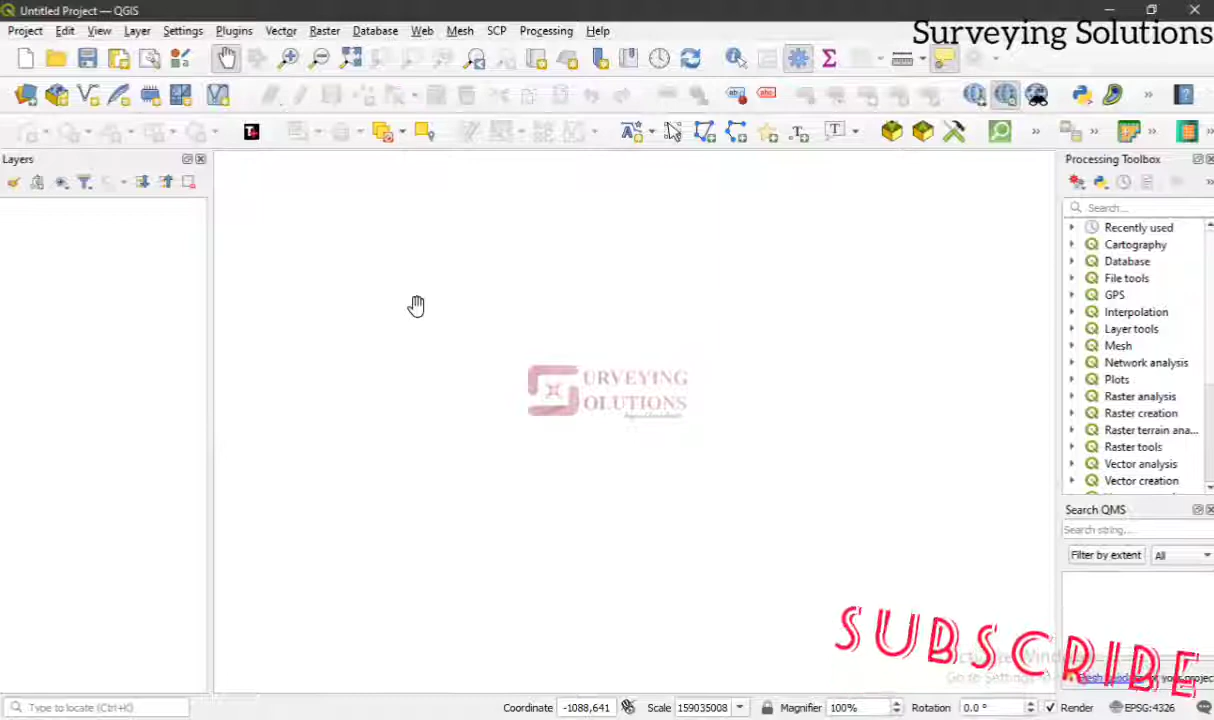 Untitled Project — QGIS
Project Edit View Layer Settings Plugins Vector Raster Database Web Mesh SCP Processing Help
Surveying Solutions
abc
abc
T
Layers
Processing Toolbox
Search...
Recently used
Cartography
Database
File tools
GPS
Interpolation
Layer tools
Mesh
Network analysis
Plots
Raster analysis
Raster creation
Raster terrain ana...
Raster tools
Vector analysis
Vector creation
URVEYING
OLUTIONS
Search QMS
Search string...
Filter by extent All
SUBSCRIBE
Type to locate (Ctrl+K)
Coordinate -1088,641 Scale 159035008 Magnifier 100% Rotation 0.0 ° Render EPSG:4326